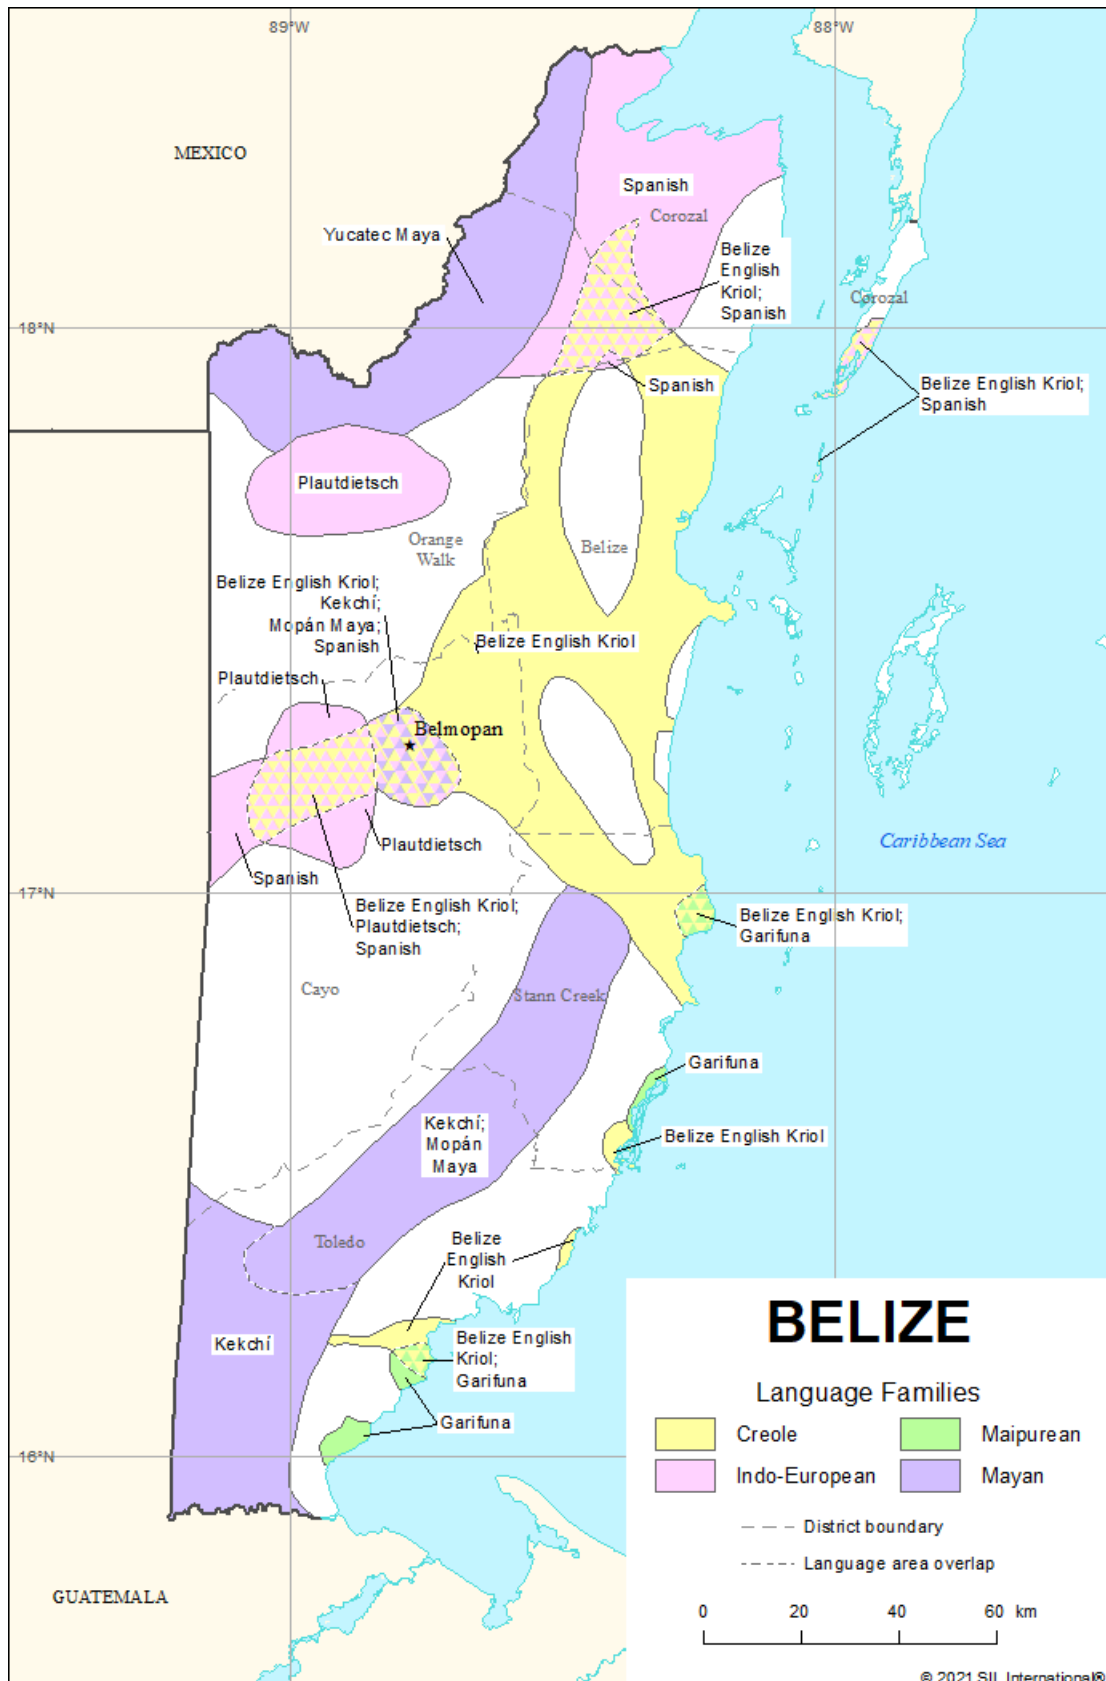 89°W
88°W
MEXICO
Spanish
Corozal
Yucatec Maya
Belize
English
Kriol;
Spanish
Corozal
18°N
Spanish
Belize English Kriol;
Spanish
Plautdietsch
Orange
Walk
Belize
Belize English Kriol;
Kekchí;
Mopán Maya;
Spanish
Belize English Kriol
Plautdietsch
Belmopan
Caribbean Sea
Plautdietsch
Spanish
17°N
Belize English Kriol;
Plautdietsch;
Spanish
Belize English Kriol;
Garifuna
Cayo
Stann Creek
Garifuna
Kekchí;
Mopán
Maya
Belize English Kriol
Toledo
Belize
English
Kriol
Kekchí
Belize English
Kriol;
Garifuna
Garifuna
16°N
GUATEMALA
BELIZE
Language Families
Creole
Maipurean
Indo-European
Mayan
District boundary
Language area overlap
0 20 40 60 km
© 2021 SIL International®